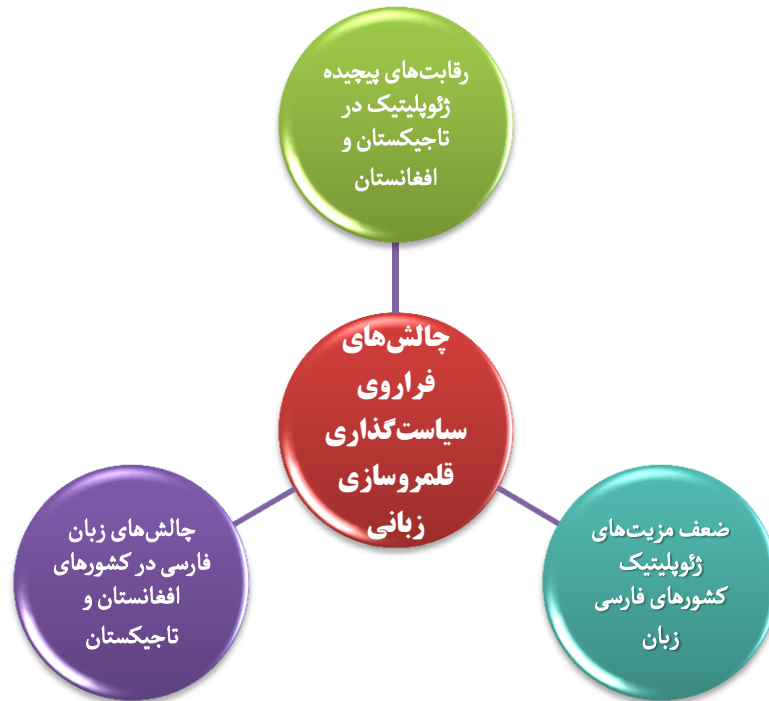 رقابت‌های پیچیده
ژئوپلیتیک در
تاجیکستان و
افغانستان
چالش‌های
فراروی
سیاست‌گذاری
قلمروسازی
زبانی
ضعف مزیت‌های
ژئوپلیتیک
کشورهای فارسی
زبان
چالش‌های زبان
فارسی در کشورهای
افغانستان و
تاجیکستان